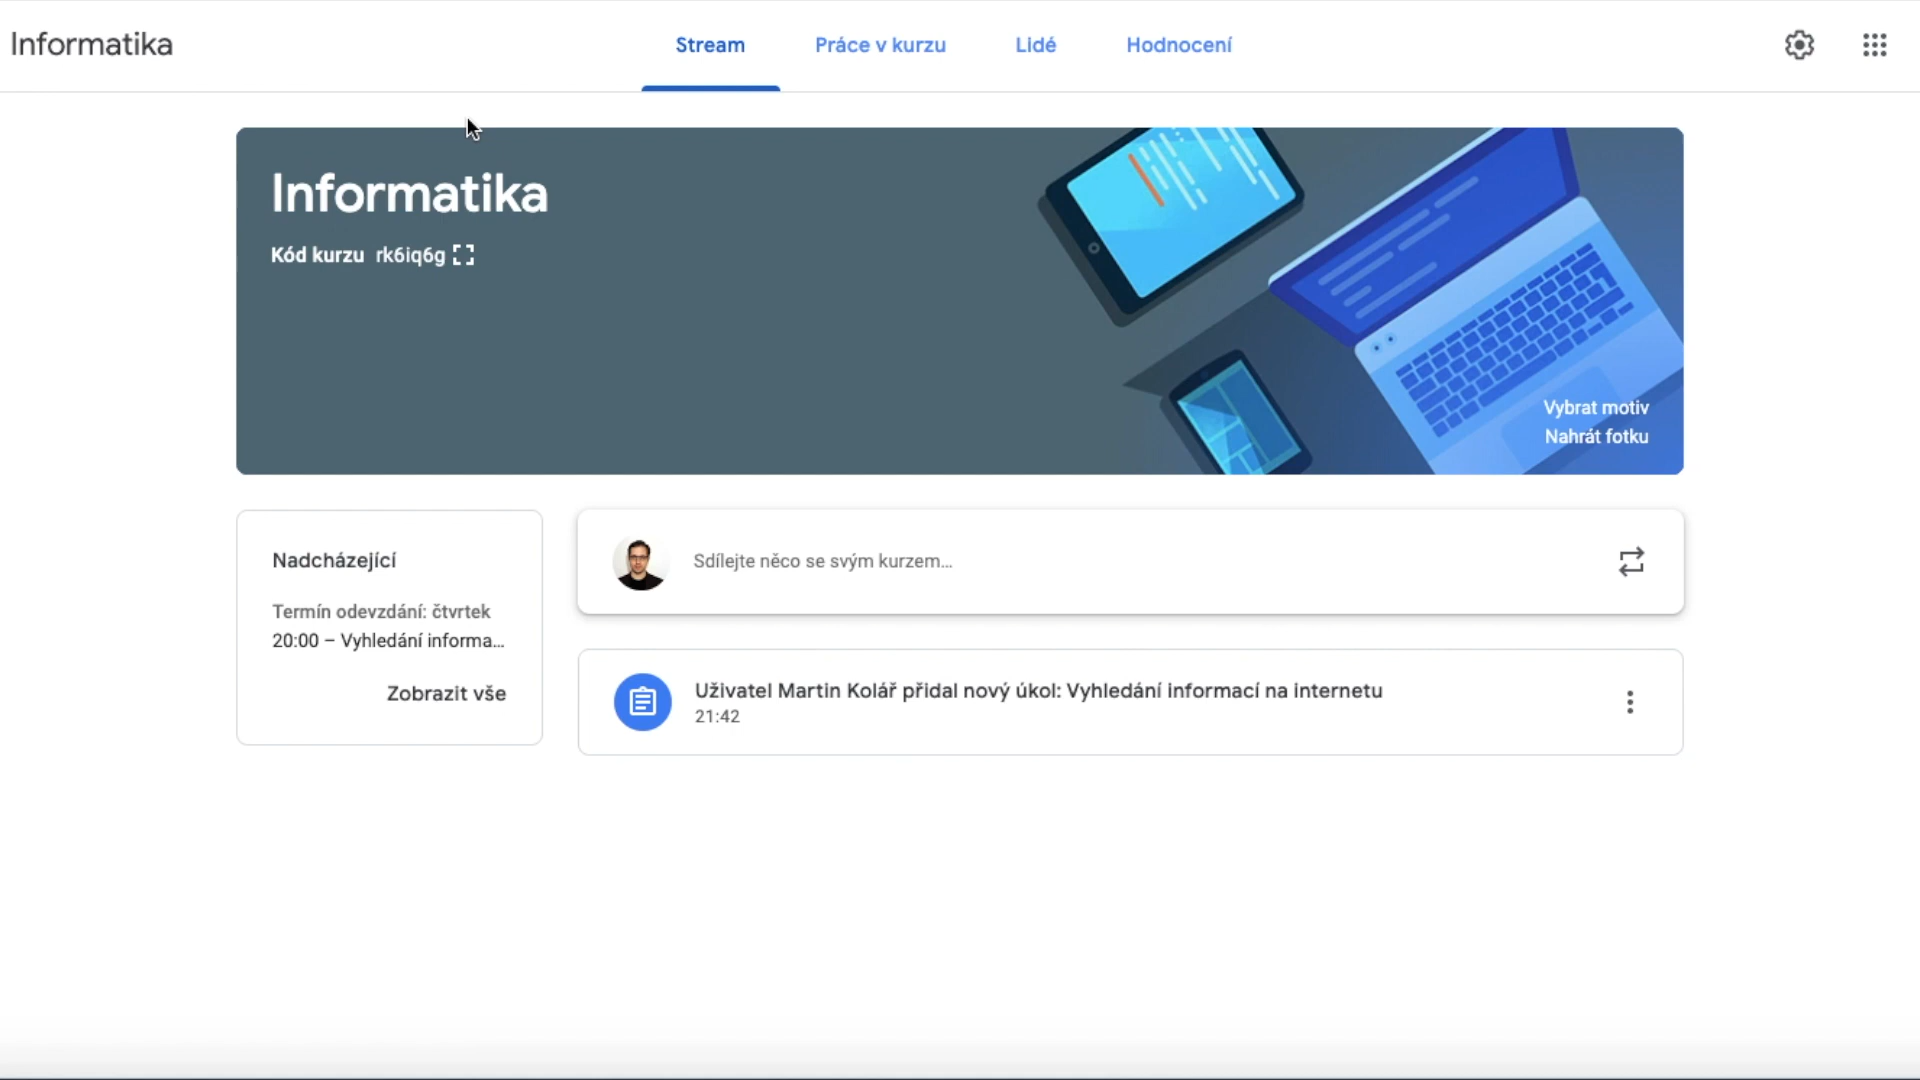 Informatika
Stream
Práce v kurzu
Lidé
Hodnocení
Informatika
Kód kurzu rk6iq6g
Vybrat motiv
Nahrát fotku
Nadcházející
Termín odevzdání: čtvrtek
20:00 – Vyhledání informa...
Zobrazit vše
Sdílejte něco se svým kurzem...
Uživatel Martin Kolář přidal nový úkol: Vyhledání informací na internetu
21:42